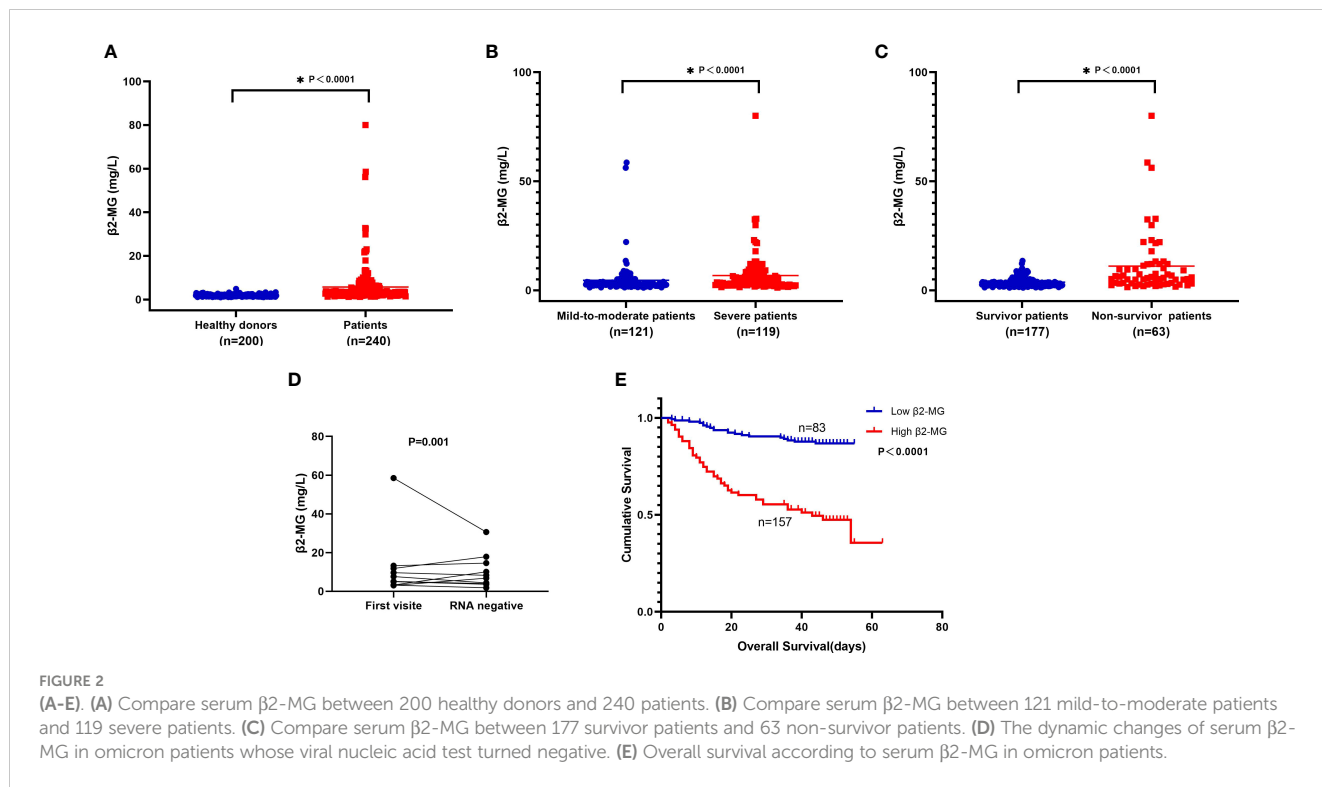 A
* P<0.0001
100
80
60
40
20
0
β2-MG (mg/L)
Healthy donors
(n=200)
Patients
(n=240)
B
* P<0.0001
100
50
0
β2-MG (mg/L)
Mild-to-moderate patients
(n=121)
Severe patients
(n=119)
C
* P<0.0001
100
50
0
β2-MG (mg/L)
Survivor patients
(n=177)
Non-survivor patients
(n=63)
D
P=0.001
80
60
40
20
0
β2-MG (mg/L)
First visite
RNA negative
E
1.0
0.5
0.0
Cumulative Survival
n=83
n=157
Low β2-MG
High β2-MG
P<0.0001
0
20
40
60
80
Overall Survival(days)
FIGURE 2
(A-E). (A) Compare serum β2-MG between 200 healthy donors and 240 patients. (B) Compare serum β2-MG between 121 mild-to-moderate patients
and 119 severe patients. (C) Compare serum β2-MG between 177 survivor patients and 63 non-survivor patients. (D) The dynamic changes of serum β2-
MG in omicron patients whose viral nucleic acid test turned negative. (E) Overall survival according to serum β2-MG in omicron patients.